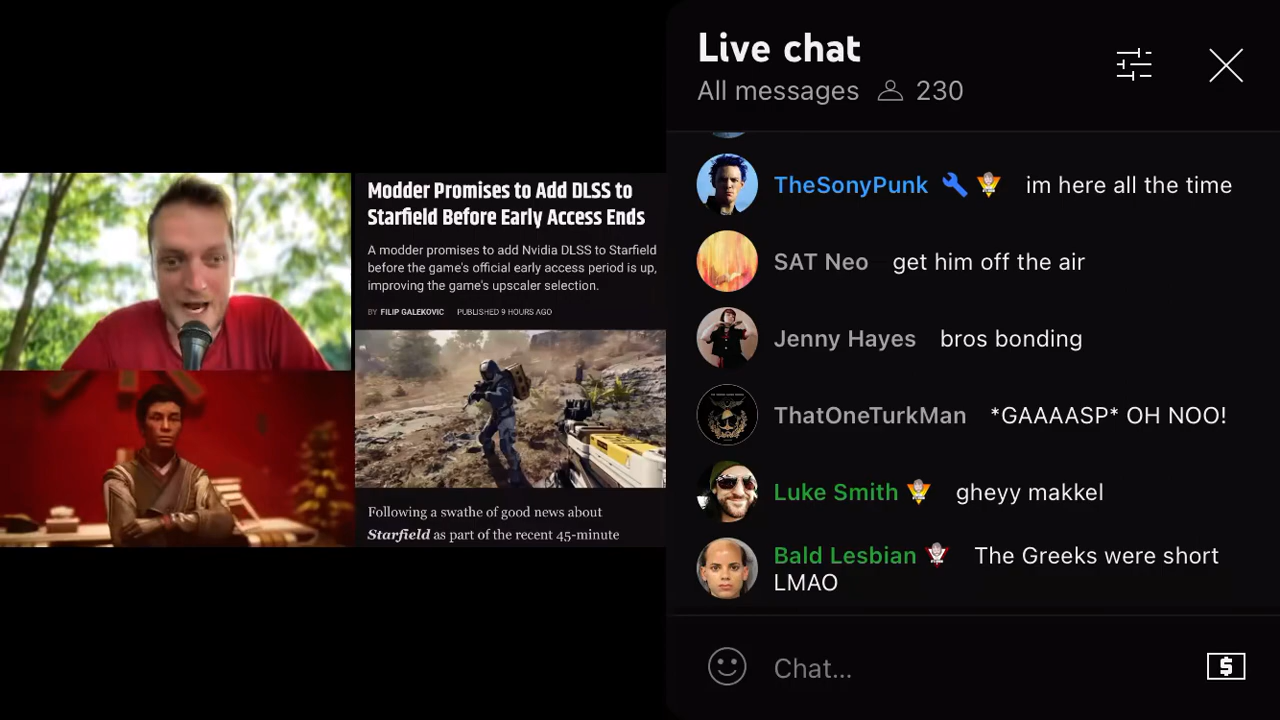 Modder Promises to Add DLSS to
Starfield Before Early Access Ends
A modder promises to add Nvidia DLSS to Starfield
before the game's official early access period is up,
improving the game's upscaler selection.
BY FILIP GALEKOVIC PUBLISHED 9 HOURS AGO
Following a swathe of good news about
Starfield as part of the recent 45-minute
Live chat
All messages 230
TheSonyPunk im here all the time
SAT Neo get him off the air
Jenny Hayes bros bonding
ThatOneTurkMan *GAAAASP* OH NOO!
Luke Smith gheyy makkel
Bald Lesbian The Greeks were short
LMAO
Chat...
$